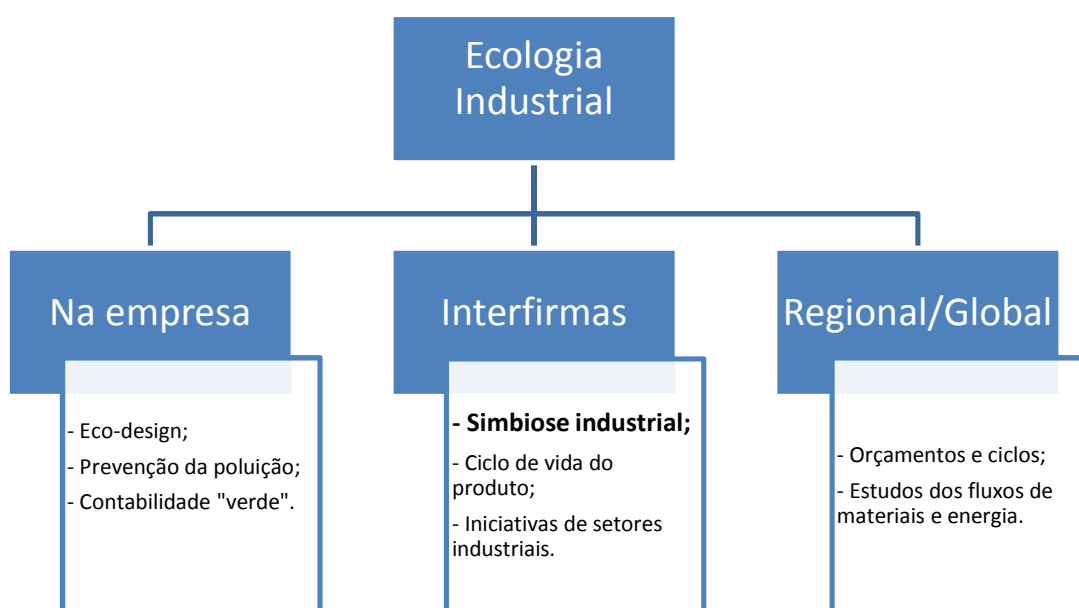 Ecologia
Industrial
Na empresa
- Eco-design;
- Prevenção da poluição;
- Contabilidade "verde".
Interfirmas
- Simbiose industrial;
- Ciclo de vida do
produto;
- Iniciativas de setores
industriais.
Regional/Global
- Orçamentos e ciclos;
- Estudos dos fluxos de
materiais e energia.